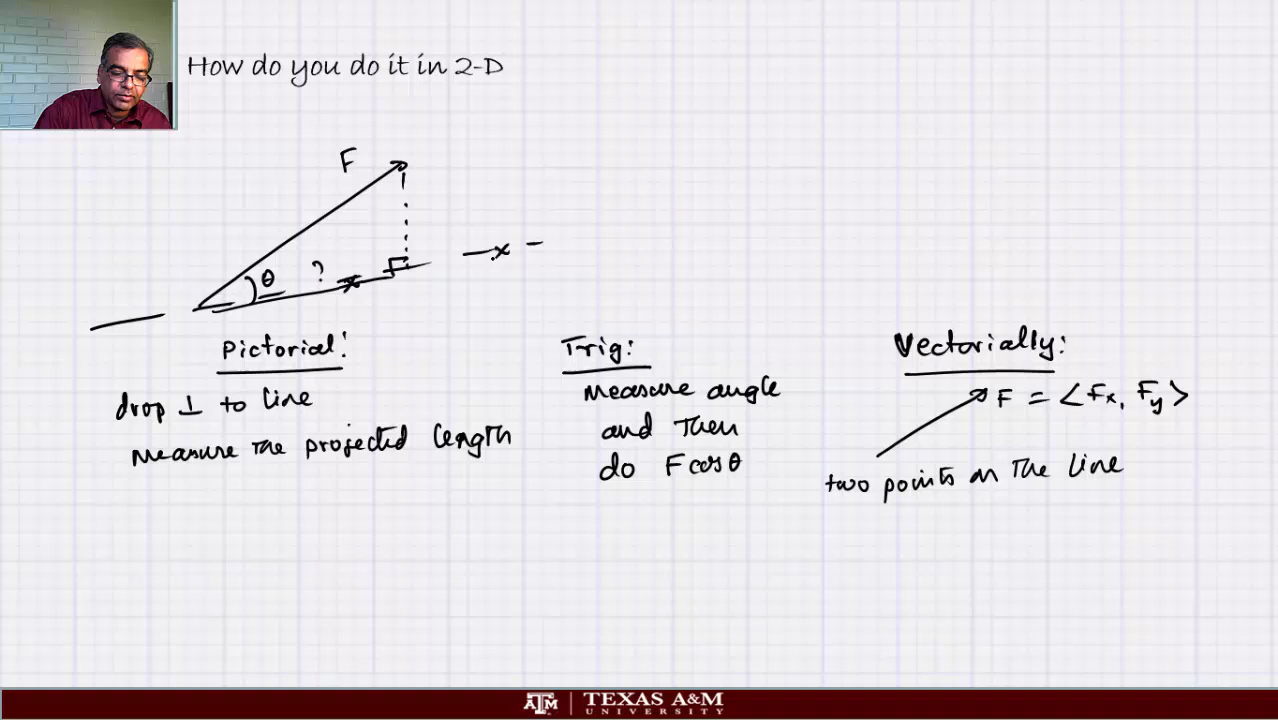 How do you do it in 2-D
F
θ
?
x
x
Pictorial:
drop ⊥ to line
measure the projected length
Trig:
measure angle
and then
do F cos θ
Vectorially:
F = <Fx, Fy>
two points on the line
ATM | TEXAS A&M
UNIVERSITY